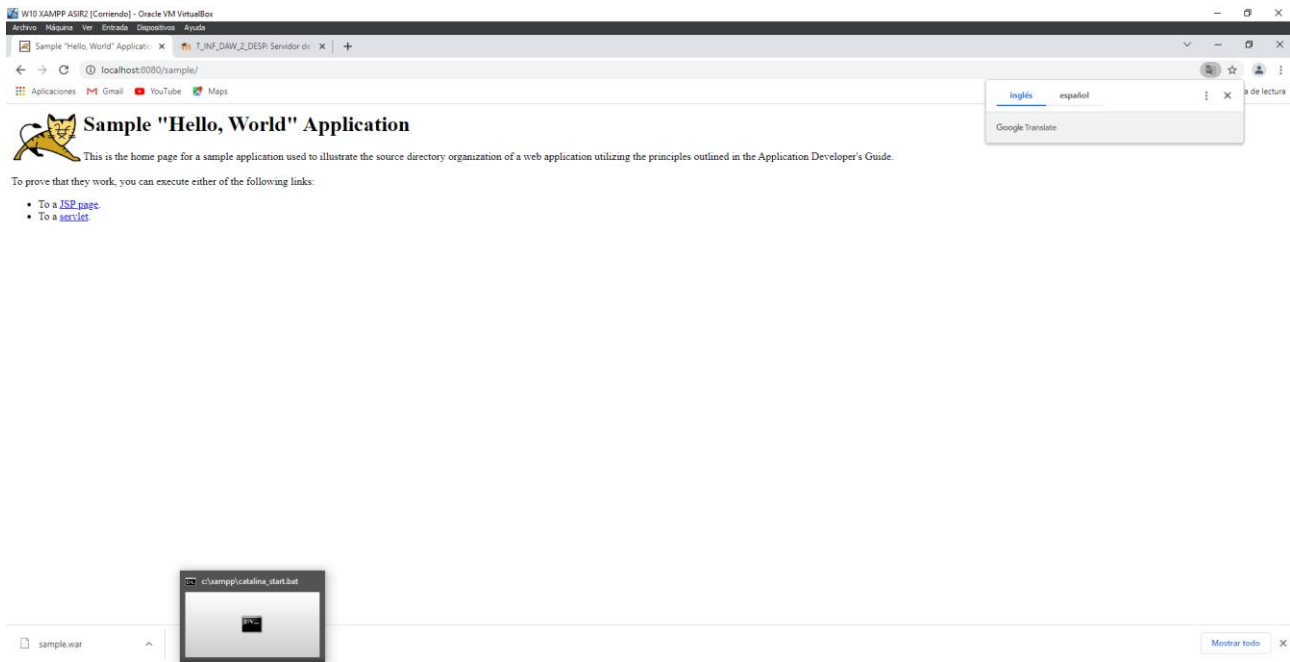 W10 XAMPP ASIR2 [Corriendo] - Oracle VM VirtualBox
Archivo Máquina Ver Entrada Dispositivos Ayuda
Sample "Hello, World" Applicatio
T_INF_DAW_2_DESP: Servidor de
localhost:8080/sample/
Aplicaciones Gmail YouTube Maps
a de lectura
inglés español
Google Translate
Sample "Hello, World" Application
This is the home page for a sample application used to illustrate the source directory organization of a web application utilizing the principles outlined in the Application Developer's Guide.
To prove that they work, you can execute either of the following links:
• To a JSP page.
• To a servlet.
c:\xampp\catalina_start.bat
sample.war
Mostrar todo